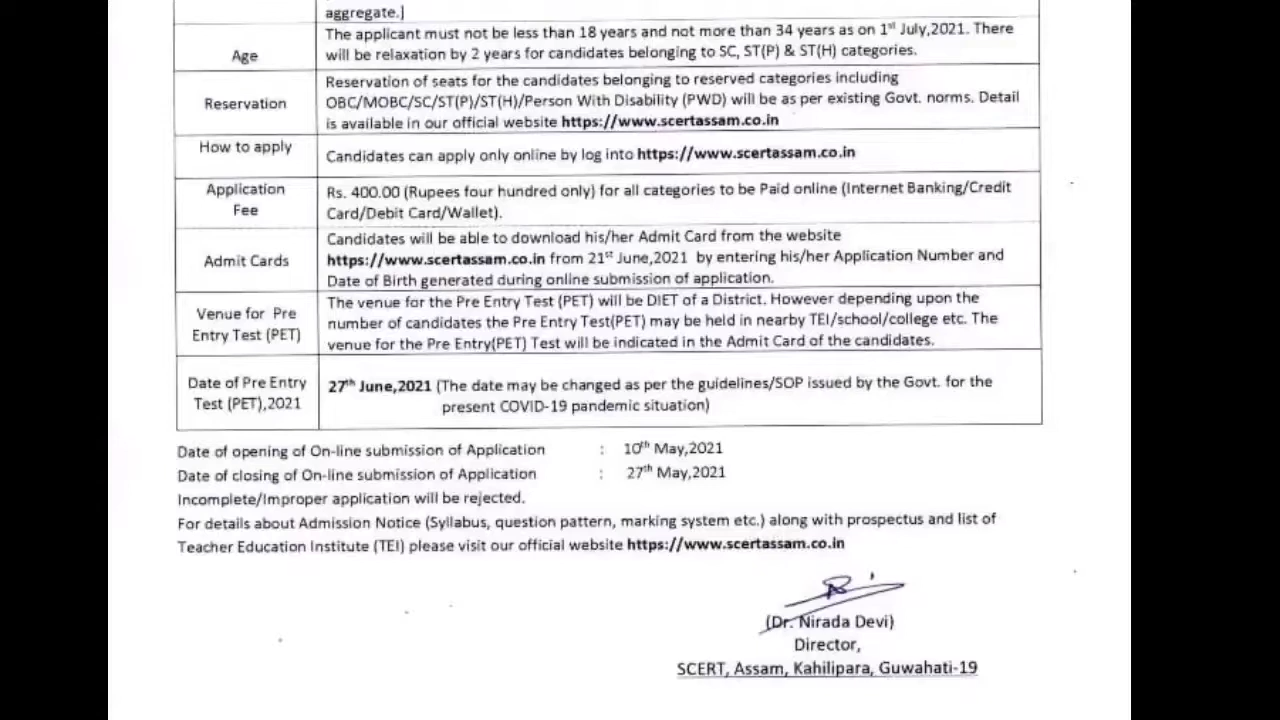 aggregate.]
Age
The applicant must not be less than 18 years and not more than 34 years as on 1st July,2021. There
will be relaxation by 2 years for candidates belonging to SC, ST(P) & ST(H) categories.
Reservation
Reservation of seats for the candidates belonging to reserved categories including
OBC/MOBC/SC/ST(P)/ST(H)/Person With Disability (PWD) will be as per existing Govt. norms. Detail
is available in our official website https://www.scertassam.co.in
How to apply
Candidates can apply only online by log into https://www.scertassam.co.in
Application
Fee
Rs. 400.00 (Rupees four hundred only) for all categories to be Paid online (Internet Banking/Credit
Card/Debit Card/Wallet).
Admit Cards
Candidates will be able to download his/her Admit Card from the website
https://www.scertassam.co.in from 21st June,2021 by entering his/her Application Number and
Date of Birth generated during online submission of application.
Venue for Pre
Entry Test (PET)
The venue for the Pre Entry Test (PET) will be DIET of a District. However depending upon the
number of candidates the Pre Entry Test(PET) may be held in nearby TEI/school/college etc. The
venue for the Pre Entry(PET) Test will be indicated in the Admit Card of the candidates.
Date of Pre Entry
Test (PET),2021
27th June,2021 (The date may be changed as per the guidelines/SOP issued by the Govt. for the
present COVID-19 pandemic situation)
Date of opening of On-line submission of Application : 10th May,2021
Date of closing of On-line submission of Application : 27th May,2021
Incomplete/Improper application will be rejected.
For details about Admission Notice (Syllabus, question pattern, marking system etc.) along with prospectus and list of
Teacher Education Institute (TEI) please visit our official website https://www.scertassam.co.in
(Dr. Nirada Devi)
Director,
SCERT, Assam, Kahilipara, Guwahati-19